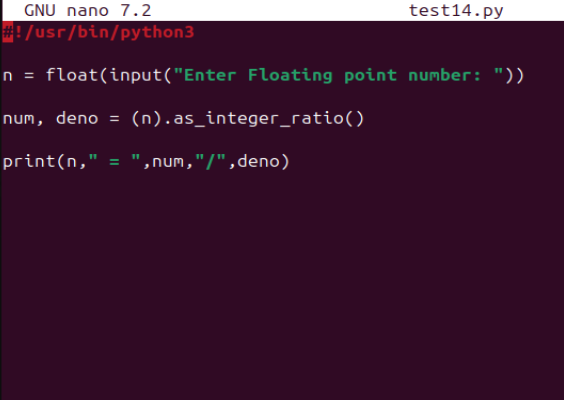 GNU nano 7.2 test14.py
#!/usr/bin/python3
n = float(input("Enter Floating point number: "))
num, deno = (n).as_integer_ratio()
print(n," = ",num,"/",deno)